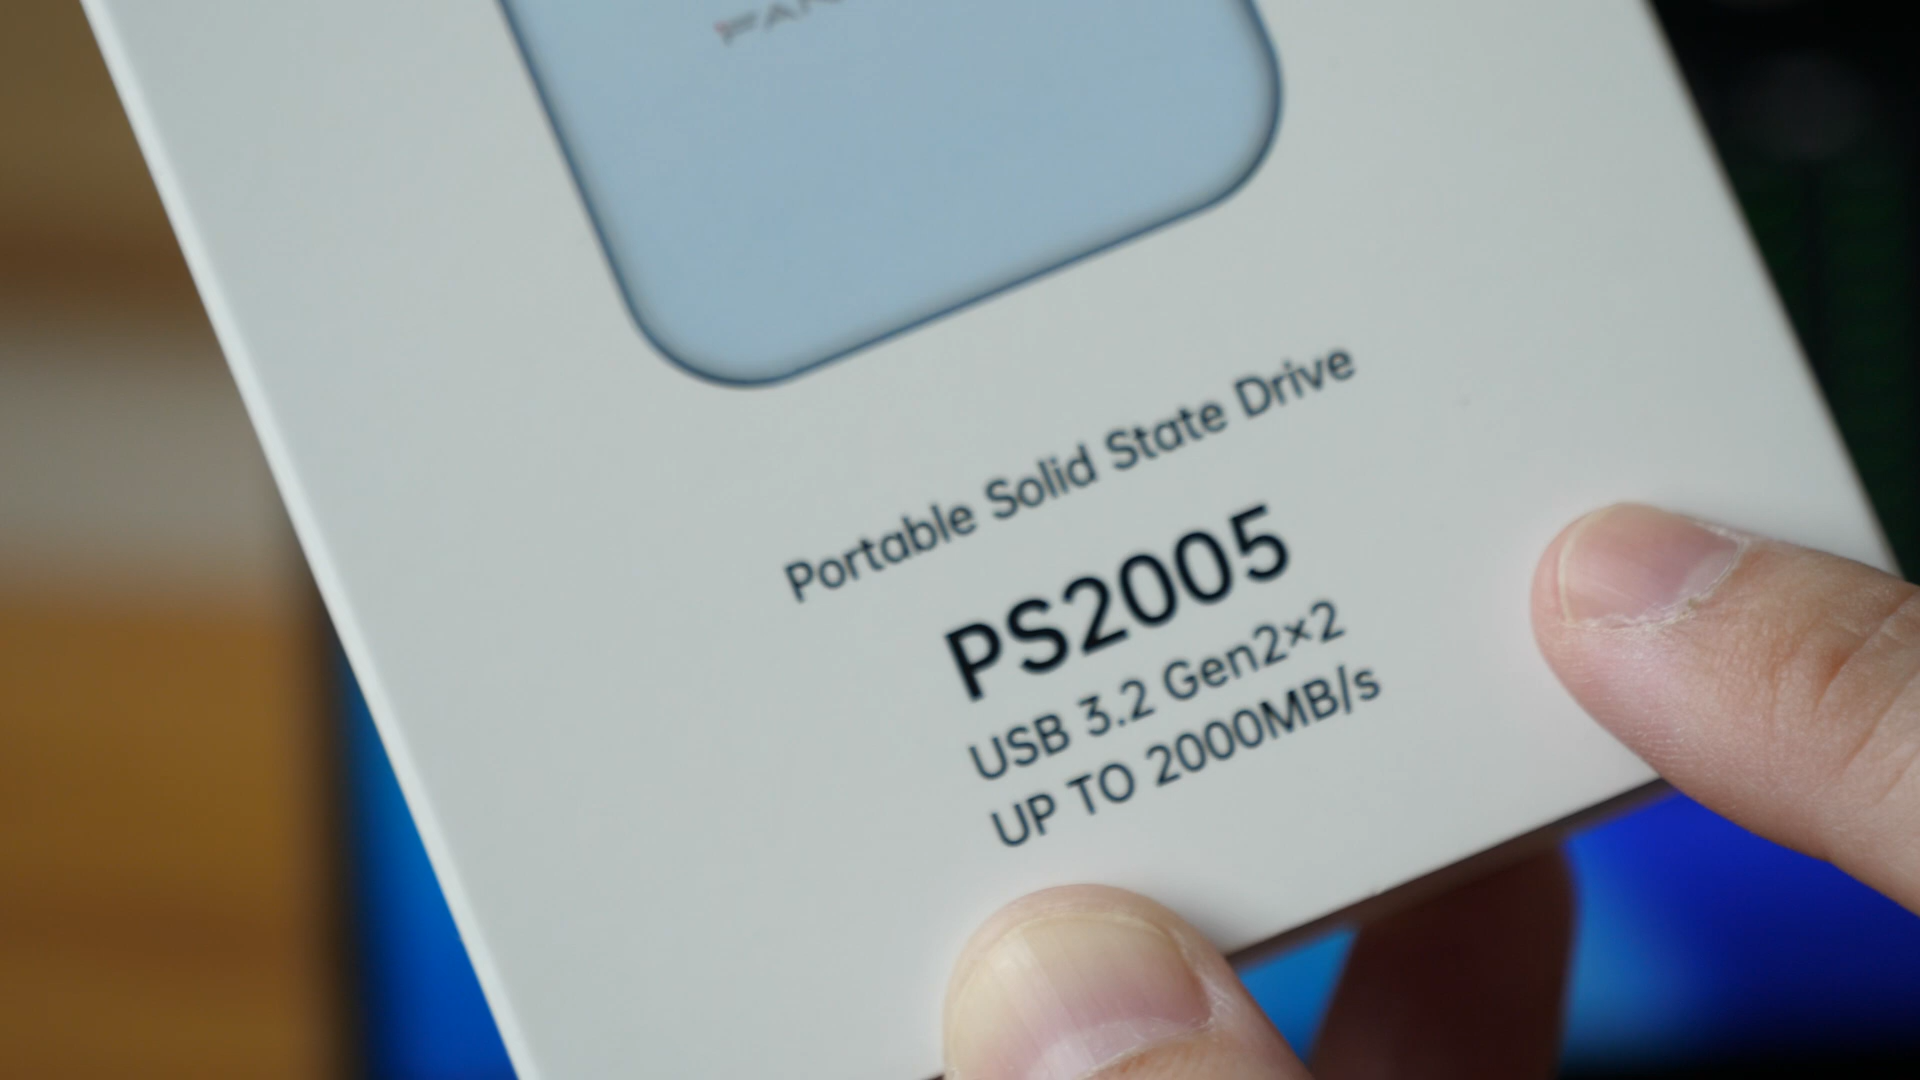 Portable Solid State Drive
PS2005
USB 3.2 Gen2×2
UP TO 2000MB/s